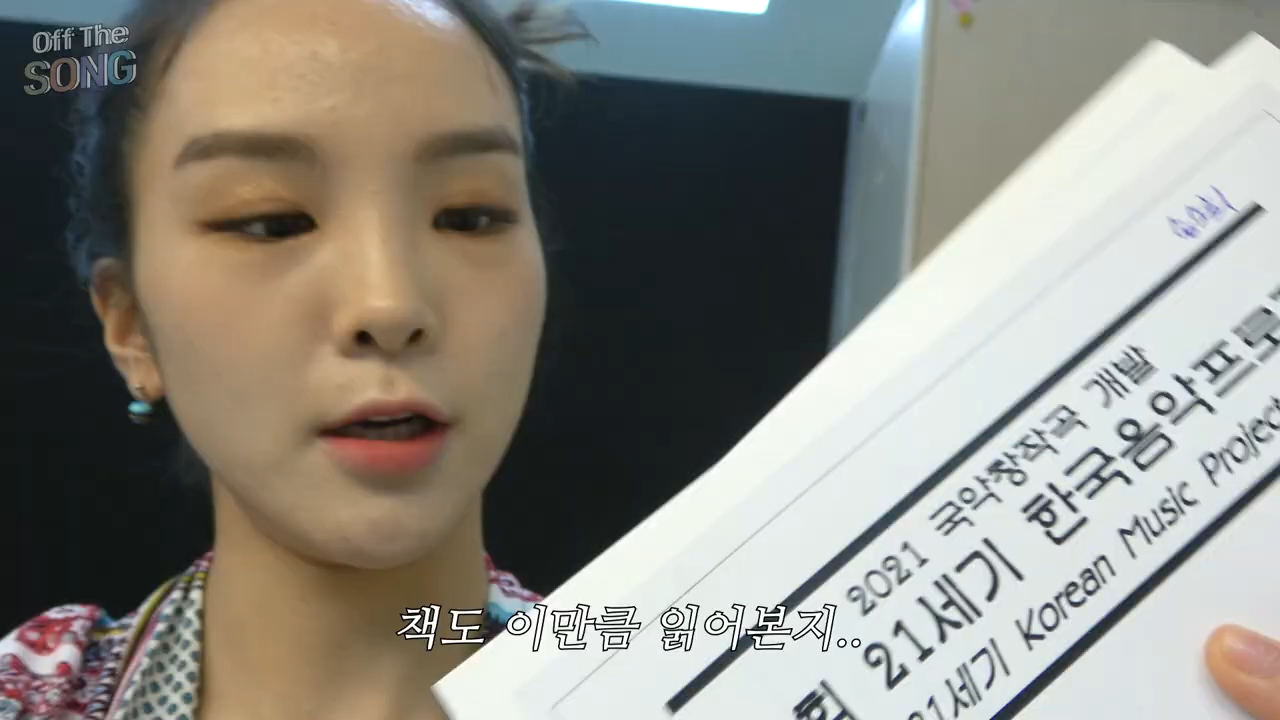 Off The
SONG
2021 국악창작곡 개발
21세기 한국음악프로
21세기 Korean Music Project
책도 이만큼 읽어본지..